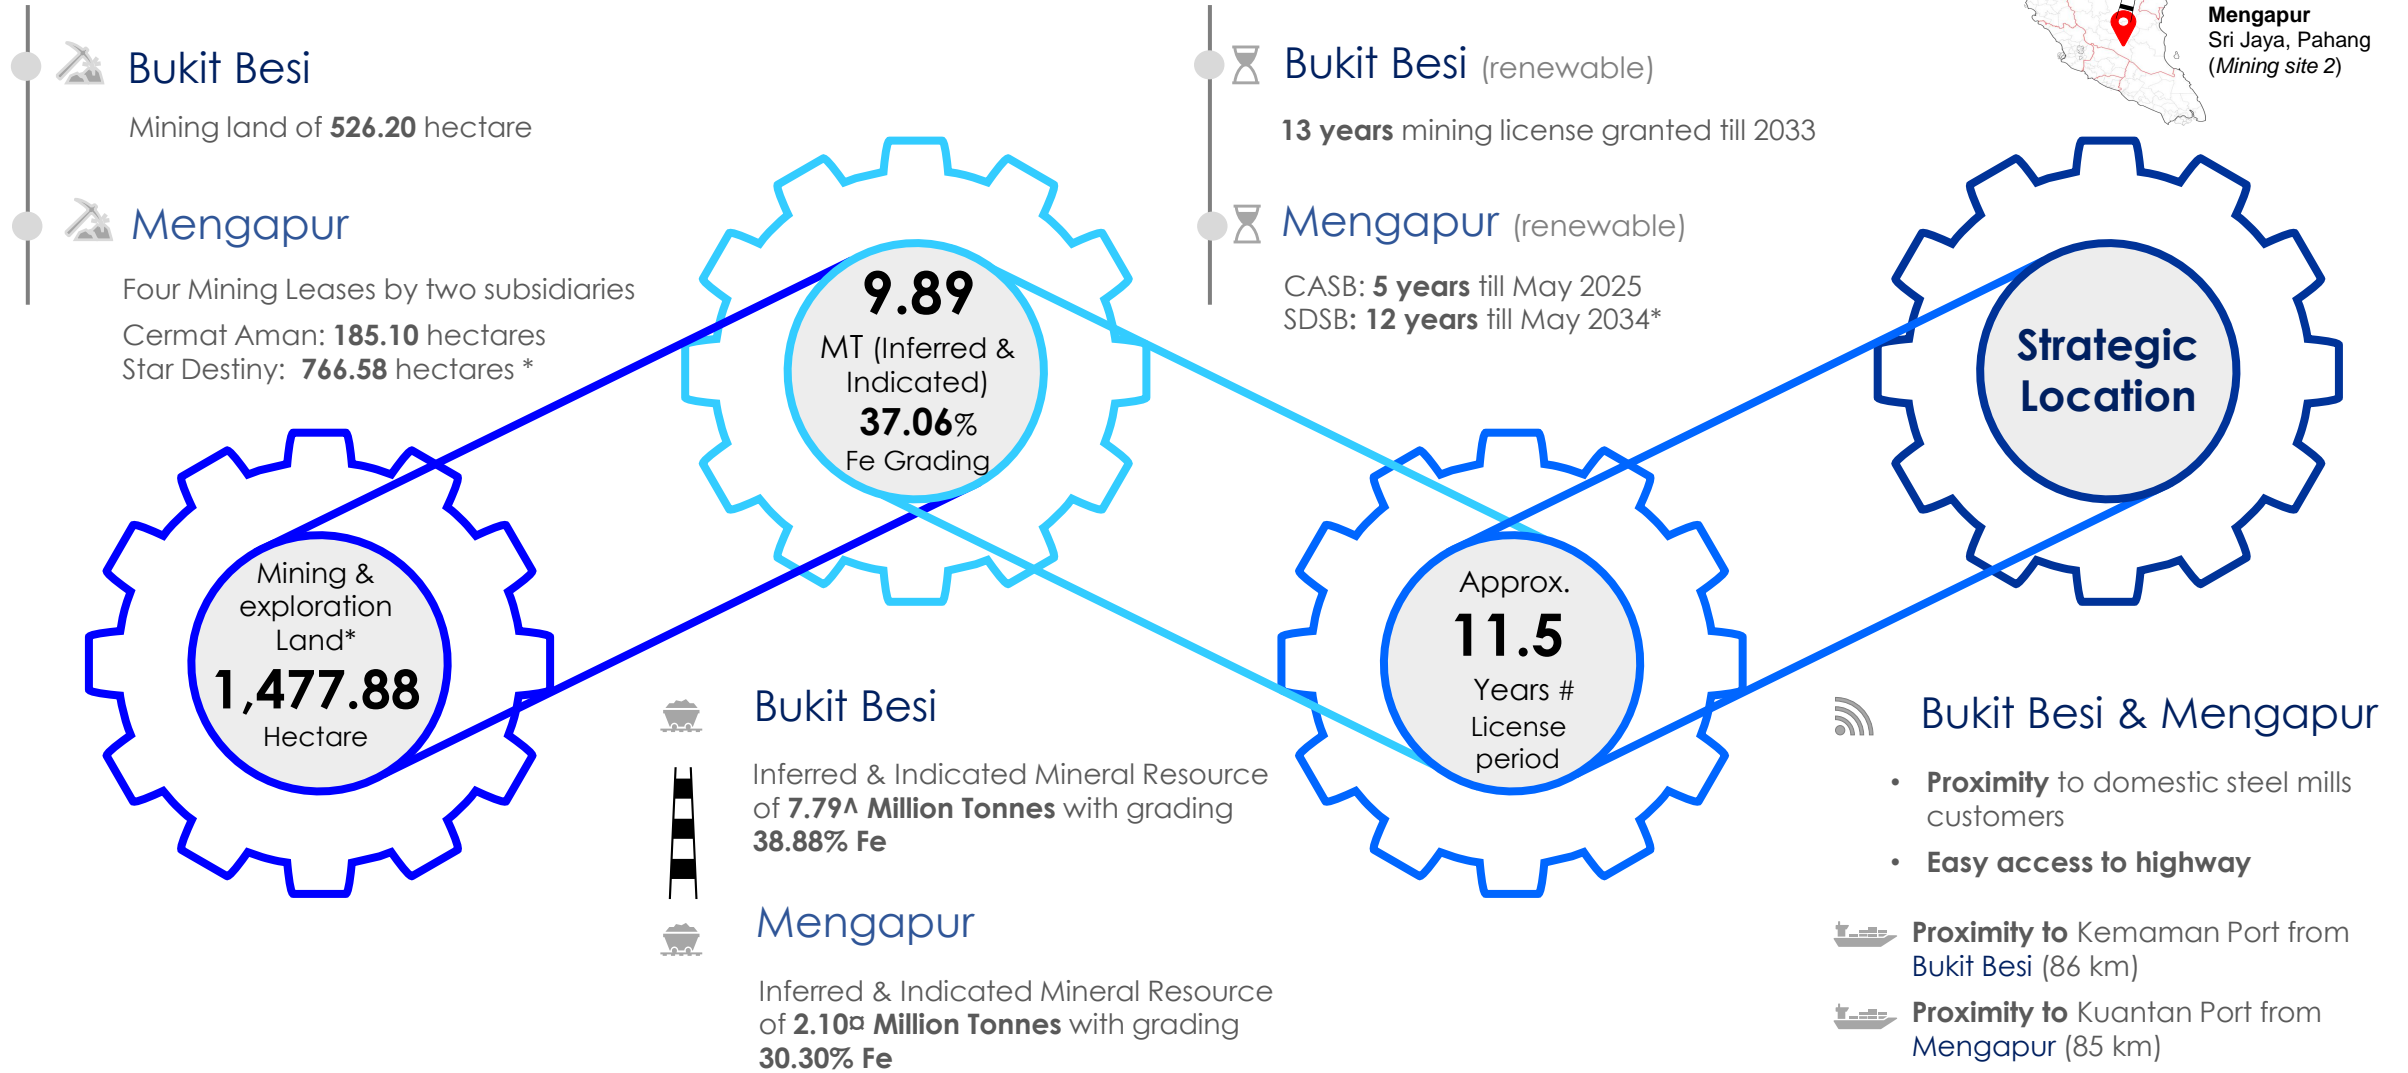 Bukit Besi
Mining land of 526.20 hectare
Mengapur
Four Mining Leases by two subsidiaries
Cermat Aman: 185.10 hectares
Star Destiny: 766.58 hectares *
Mining &
exploration
Land*
1,477.88
Hectare
9.89
MT (Inferred &
Indicated)
37.06%
Fe Grading
Bukit Besi
Inferred & Indicated Mineral Resource
of 7.79^ Million Tonnes with grading
38.88% Fe
Mengapur
Inferred & Indicated Mineral Resource
of 2.10¤ Million Tonnes with grading
30.30% Fe
Bukit Besi (renewable)
13 years mining license granted till 2033
Mengapur (renewable)
CASB: 5 years till May 2025
SDSB: 12 years till May 2034*
Approx.
11.5
Years #
License
period
Mengapur
Sri Jaya, Pahang
(Mining site 2)
Strategic
Location
Bukit Besi & Mengapur
• Proximity to domestic steel mills
customers
• Easy access to highway
Proximity to Kemaman Port from
Bukit Besi (86 km)
Proximity to Kuantan Port from
Mengapur (85 km)